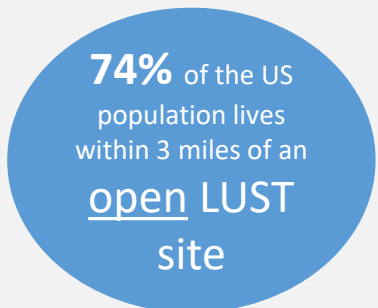 74% of the US
population lives
within 3 miles of an
open LUST
site